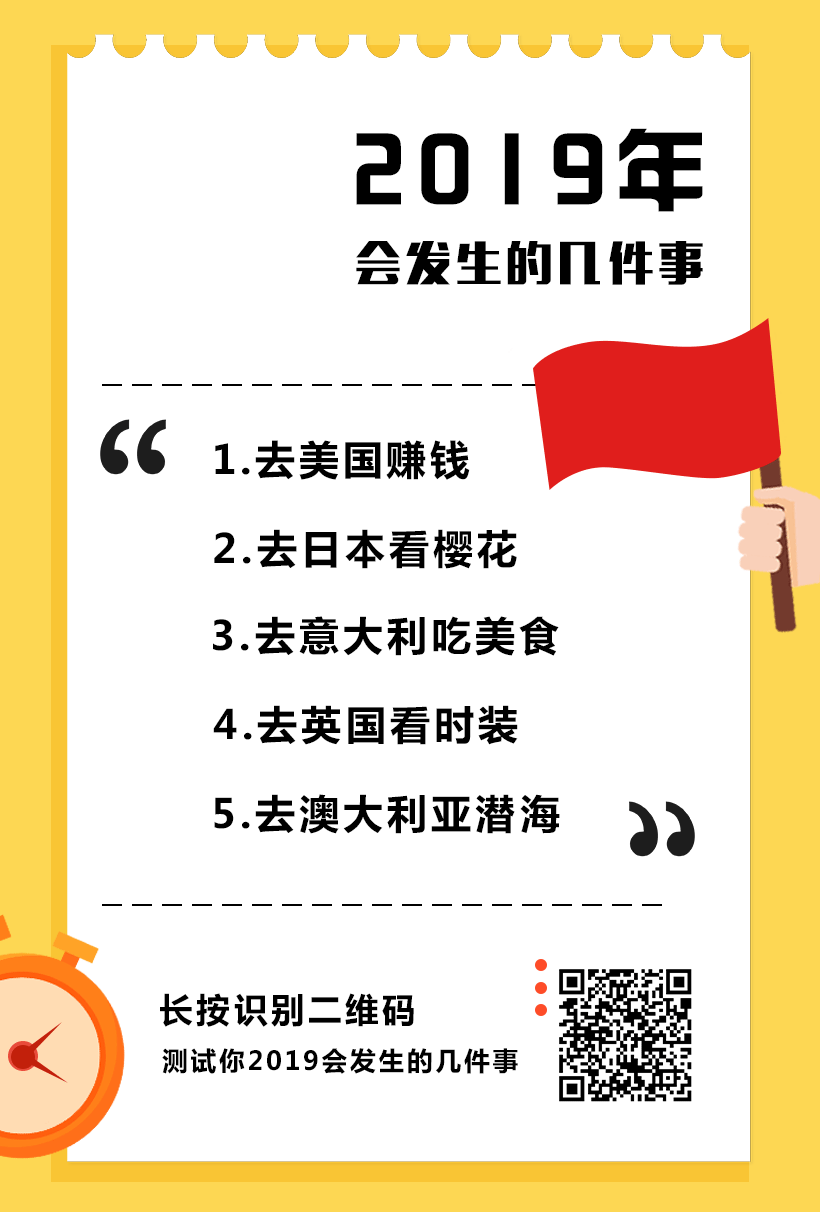 2019年
会发生的几件事
“
1.去美国赚钱
2.去日本看樱花
3.去意大利吃美食
4.去英国看时装
5.去澳大利亚潜海
”
长按识别二维码
测试你2019会发生的几件事